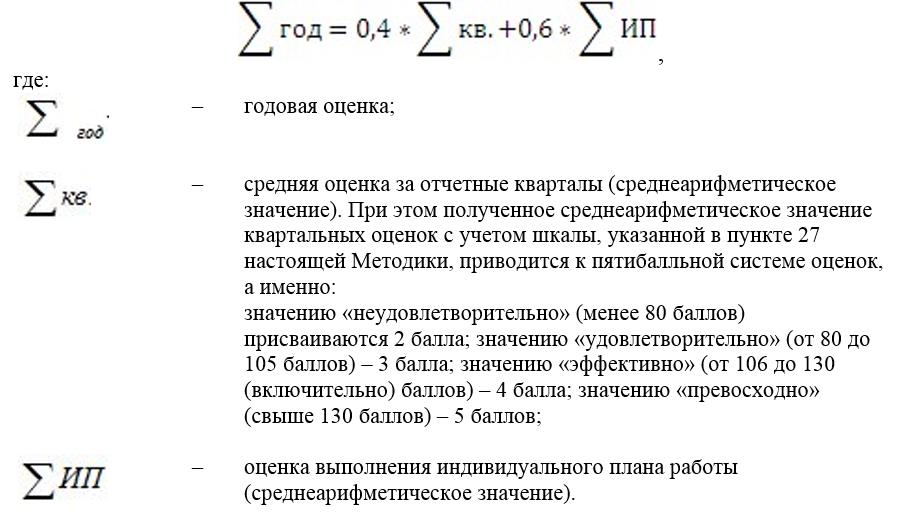 ∑ год = 0,4 * ∑ кв. +0,6 * ∑ ИП ,
где:
∑ год. – годовая оценка;
∑ кв. – средняя оценка за отчетные кварталы (среднеарифметическое
значение). При этом полученное среднеарифметическое значение
квартальных оценок с учетом шкалы, указанной в пункте 27
настоящей Методики, приводится к пятибалльной системе оценок,
а именно:
значению «неудовлетворительно» (менее 80 баллов)
присваиваются 2 балла; значению «удовлетворительно» (от 80 до
105 баллов) – 3 балла; значению «эффективно» (от 106 до 130
(включительно) баллов) – 4 балла; значению «превосходно»
(свыше 130 баллов) – 5 баллов;
∑ ИП – оценка выполнения индивидуального плана работы
(среднеарифметическое значение).